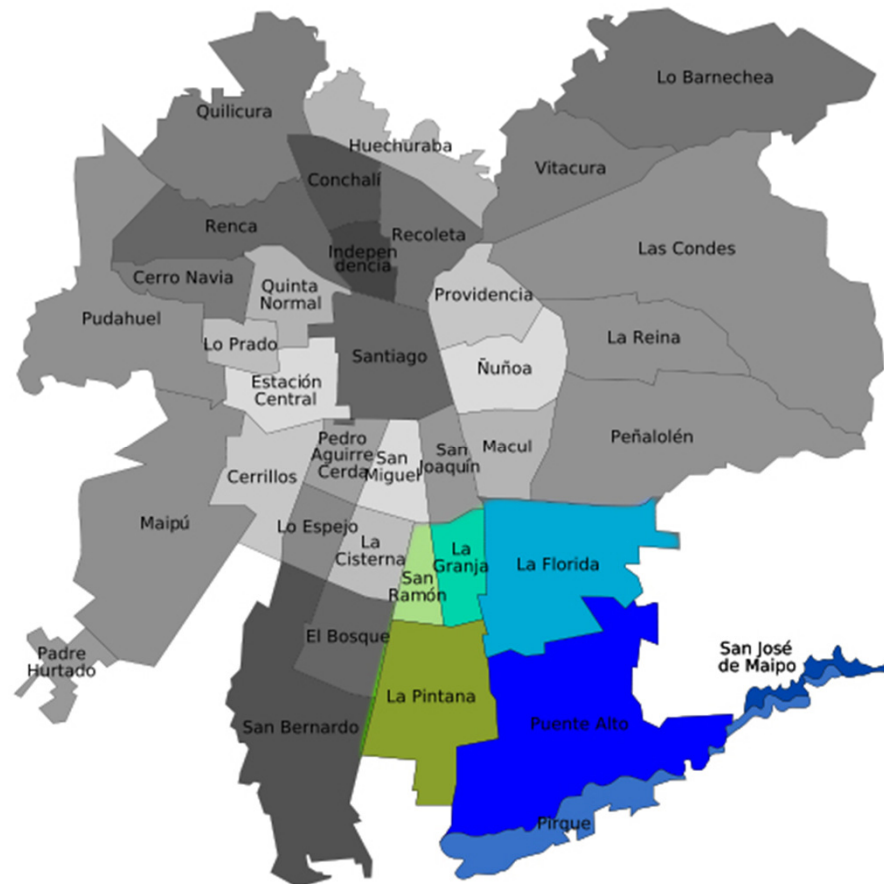 Lo Barnechea
Quilicura
Huechuraba
Vitacura
Conchalí
Renca
Recoleta
Indepen
dencia
Las Condes
Cerro Navia
Quinta
Normal
Providencia
Pudahuel
Lo Prado
La Reina
Santiago
Ñuñoa
Estación
Central
Pedro
Aguirre
Cerda
San
Miguel
San
Joaquín
Macul
Peñalolén
Cerrillos
Maipú
Lo Espejo
La
Cisterna
La
Granja
La Florida
San
Ramón
El Bosque
Padre
Hurtado
San José
de Maipo
La Pintana
San Bernardo
Puente Alto
Pirque